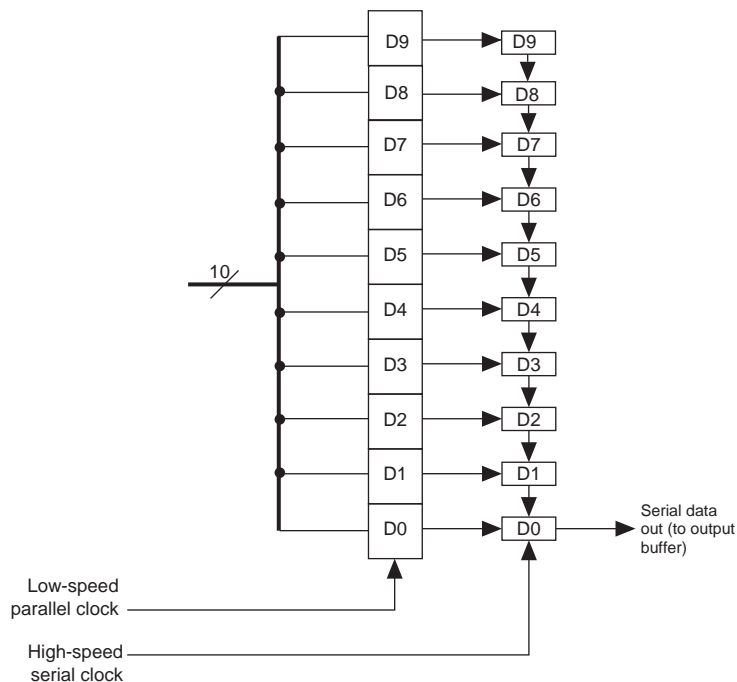 D9 D9
D8 D8
D7 D7
D6 D6
D5 D5
10
D4 D4
D3 D3
D2 D2
D1 D1
D0 D0
Serial data
out (to output
buffer)
Low-speed
parallel clock
High-speed
serial clock